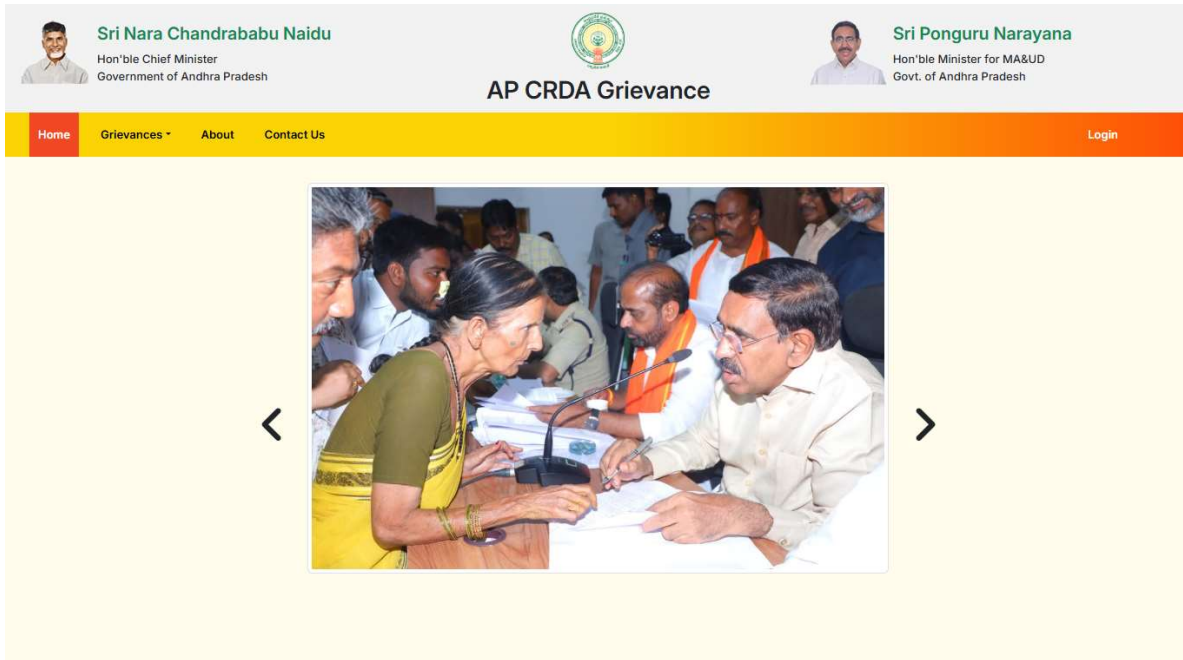 Sri Nara Chandrababu Naidu
Hon'ble Chief Minister
Government of Andhra Pradesh
AP CRDA Grievance
Sri Ponguru Narayana
Hon'ble Minister for MA&UD
Govt. of Andhra Pradesh
Home Grievances About Contact Us Login